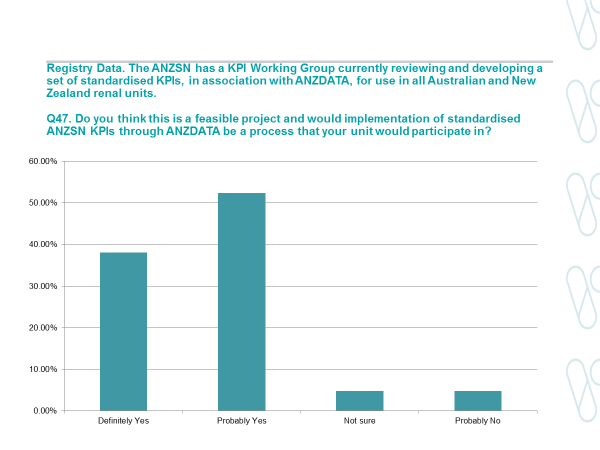 Registry Data. The ANZSN has a KPI Working Group currently reviewing and developing a
set of standardised KPIs, in association with ANZDATA, for use in all Australian and New
Zealand renal units.
Q47. Do you think this is a feasible project and would implementation of standardised
ANZSN KPIs through ANZDATA be a process that your unit would participate in?
60.00%
50.00%
40.00%
30.00%
20.00%
10.00%
0.00%
Definitely Yes
Probably Yes
Not sure
Probably No